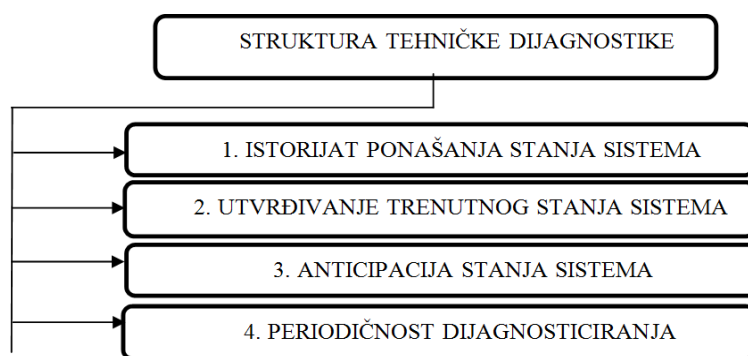 STRUKTURA TEHNIČKE DIJAGNOSTIKE
1. ISTORIJAT PONAŠANJA STANJA SISTEMA
2. UTVRĐIVANJE TRENUTNOG STANJA SISTEMA
3. ANTICIPACIJA STANJA SISTEMA
4. PERIODIČNOST DIJAGNOSTICIRANJA